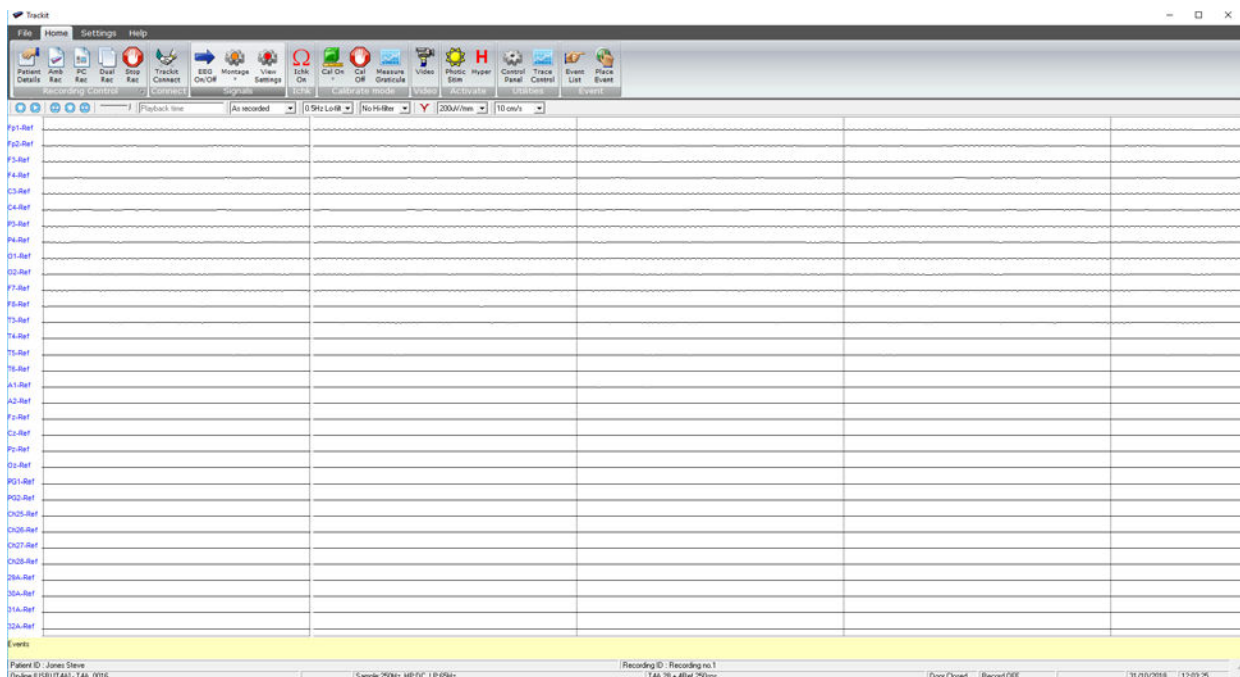 Trackit
File Home Settings Help
Patient Details Amb Rec PC Rec Dual Rec Stop Rec Trackit Connect EEG On/Off Montage View Settings Ichk On Cal On Cal Off Measure Graticule Video Photic Stim Hyper Control Panel Trace Control Event List Place Event
Recording Control Connect Signals Ichk Calibrate mode Video Activate Utilities Event
Playback time As recorded 0.5Hz Lo-filt No Hi-filter 200uV/mm 10 cm/s
Fp1-Ref
Fp2-Ref
F3-Ref
F4-Ref
C3-Ref
C4-Ref
P3-Ref
P4-Ref
O1-Ref
O2-Ref
F7-Ref
F8-Ref
T3-Ref
T4-Ref
T5-Ref
T6-Ref
A1-Ref
A2-Ref
Fz-Ref
Cz-Ref
Pz-Ref
Oz-Ref
PG1-Ref
PG2-Ref
Ch25-Ref
Ch26-Ref
Ch27-Ref
Ch28-Ref
29A-Ref
30A-Ref
31A-Ref
32A-Ref
Events
Patient ID : Jones Steve Recording ID : Recording no.1
Sample 250Hz, HP:DC, LP:65Hz Door Closed Record OFF 31/10/2018 12:03:25